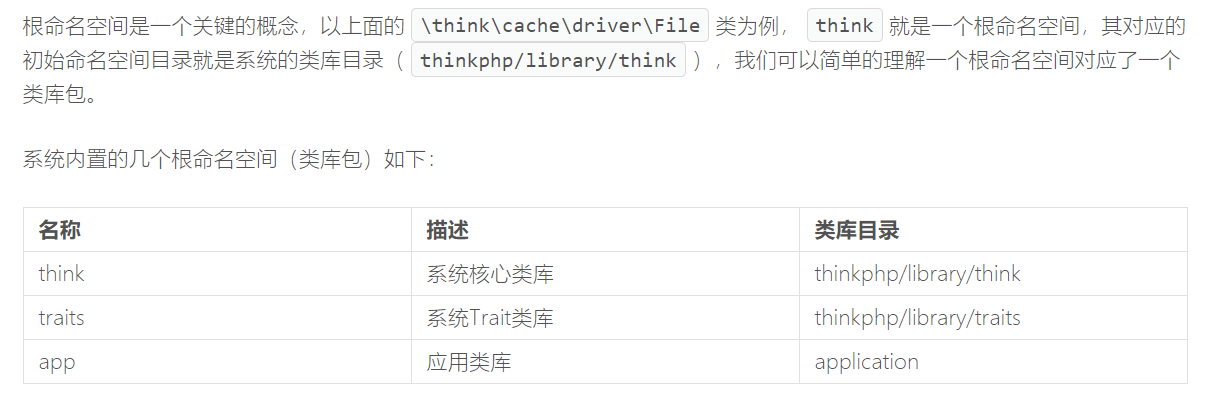 根命名空间是一个关键的概念，以上面的 \think\cache\driver\File 类为例， think 就是一个根命名空间，其对应的
初始命名空间目录就是系统的类库目录（ thinkphp/library/think ），我们可以简单的理解一个根命名空间对应了一个
类库包。
系统内置的几个根命名空间（类库包）如下：
名称 描述 类库目录
think 系统核心类库 thinkphp/library/think
traits 系统Trait类库 thinkphp/library/traits
app 应用类库 application